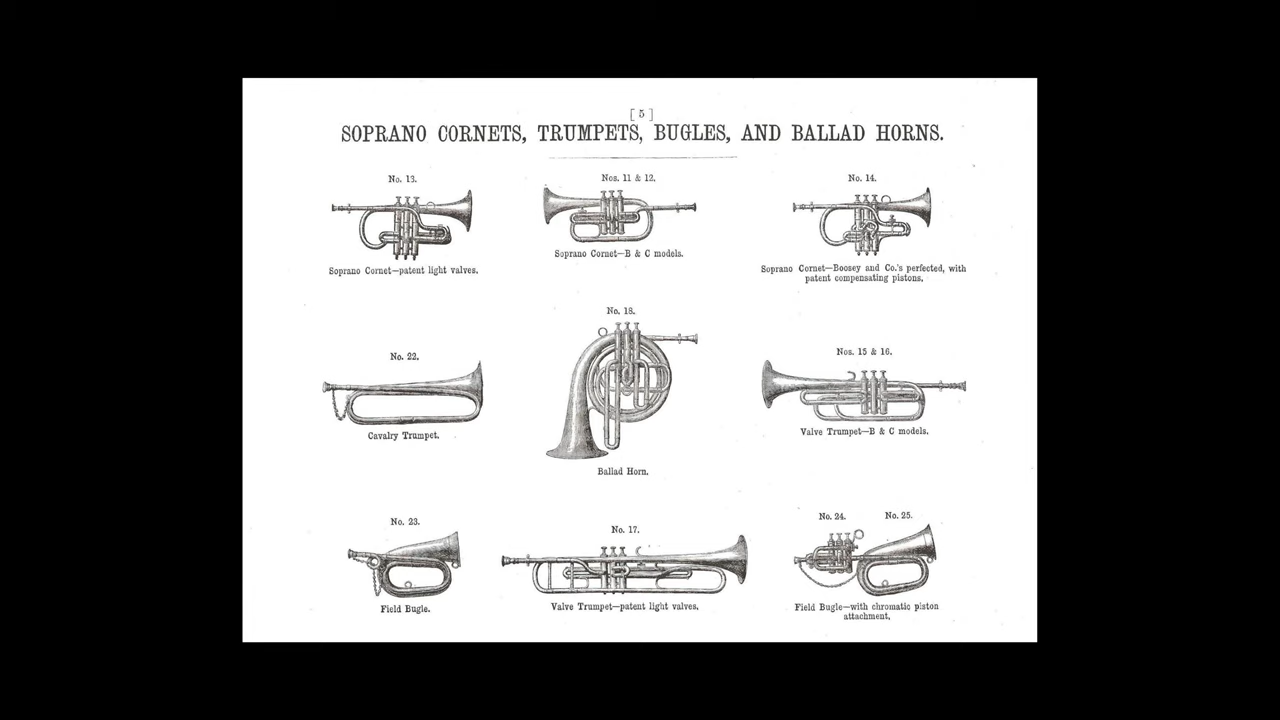 [ 5 ]
SOPRANO CORNETS, TRUMPETS, BUGLES, AND BALLAD HORNS.
No. 13.
Soprano Cornet—patent light valves.
Nos. 11 & 12.
Soprano Cornet—B & C models.
No. 14.
Soprano Cornet—Boosey and Co.'s perfected, with
patent compensating pistons.
No. 22.
Cavalry Trumpet.
No. 18.
Ballad Horn.
Nos. 15 & 16.
Valve Trumpet—B & C models.
No. 23.
Field Bugle.
No. 17.
Valve Trumpet—patent light valves.
No. 24. No. 25.
Field Bugle—with chromatic piston
attachment.